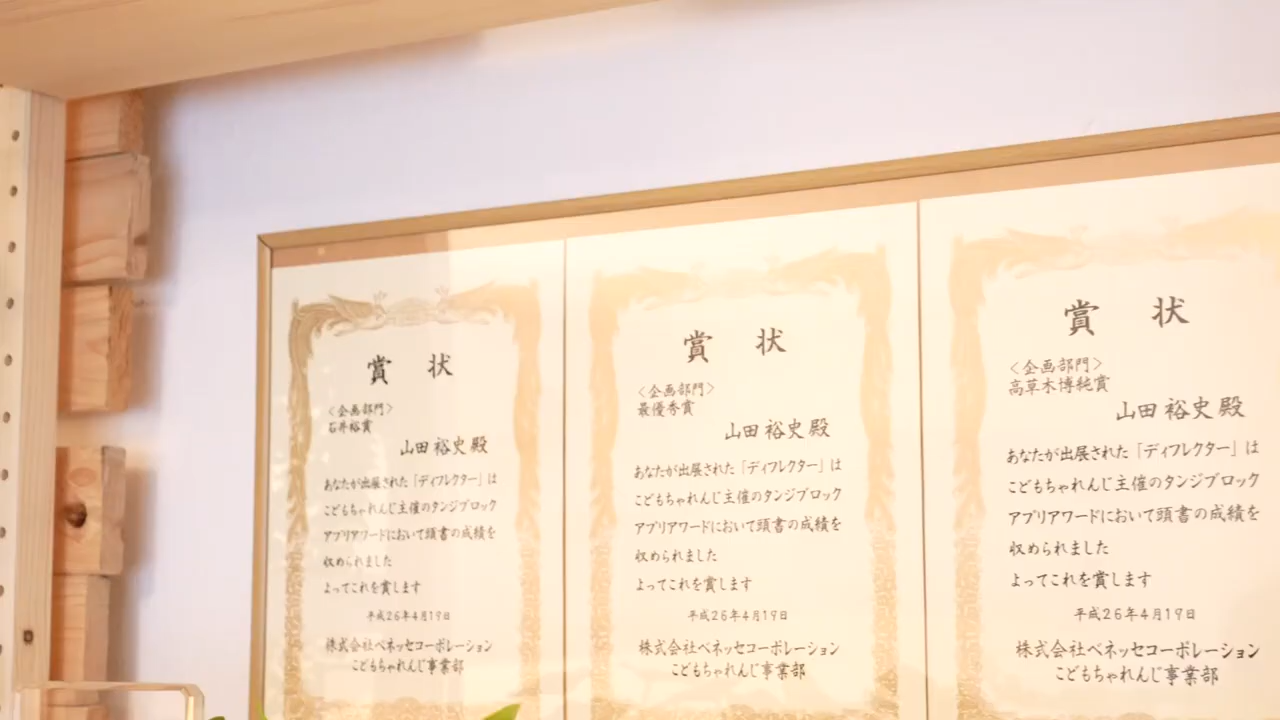 賞 状
〈企画部門〉
石井裕賞
山田裕史殿
あなたが出展された「ディフレクター」は
こどもちゃれんじ主催のタンジブロック
アプリアワードにおいて頭書の成績を
収められました
よってこれを賞します
平成26年4月19日
株式会社ベネッセコーポレーション
こどもちゃれんじ事業部
賞 状
〈企画部門〉
最優秀賞
山田裕史殿
あなたが出展された「ディフレクター」は
こどもちゃれんじ主催のタンジブロック
アプリアワードにおいて頭書の成績を
収められました
よってこれを賞します
平成26年4月19日
株式会社ベネッセコーポレーション
こどもちゃれんじ事業部
賞 状
〈企画部門〉
高草木博純賞
山田裕史殿
あなたが出展された「ディフレクター」は
こどもちゃれんじ主催のタンジブロック
アプリアワードにおいて頭書の成績を
収められました
よってこれを賞します
平成26年4月19日
株式会社ベネッセコーポレーション
こどもちゃれんじ事業部